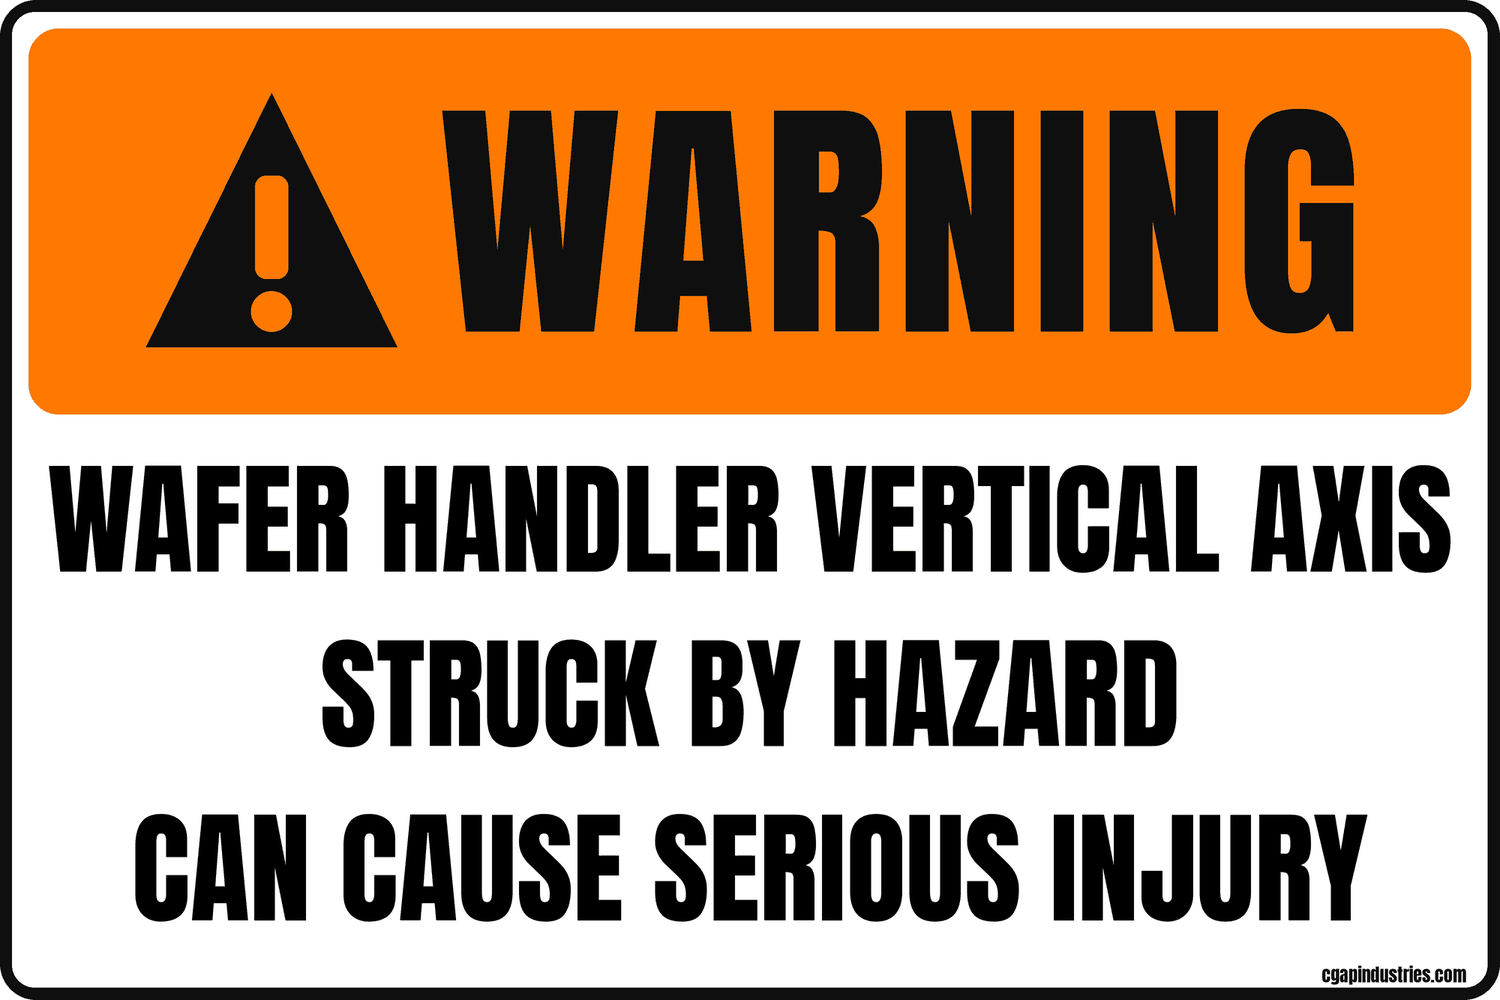 WARNING
WAFER HANDLER VERTICAL AXIS
STRUCK BY HAZARD
CAN CAUSE SERIOUS INJURY
cgapindustries.com